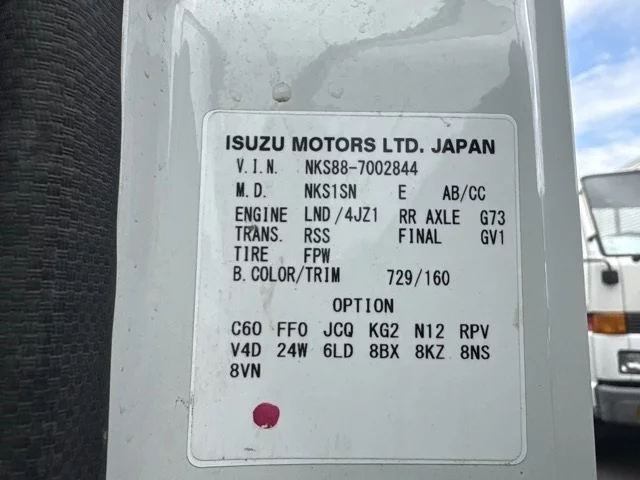 ISUZU MOTORS LTD. JAPAN
V.I.N. NKS88-7002844
M.D. NKS1SN E AB/CC
ENGINE LND/4JZ1 RR AXLE G73
TRANS. RSS FINAL GV1
TIRE FPW
B.COLOR/TRIM 729/160
OPTION
C60 FF0 JCQ KG2 N12 RPV
V4D 24W 6LD 8BX 8KZ 8NS
8VN